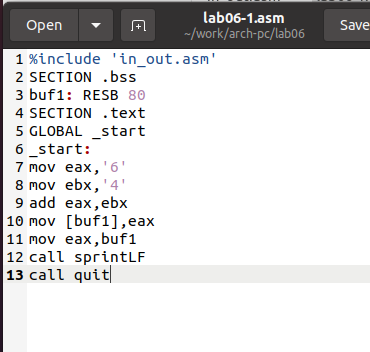 Open
lab06-1.asm
~/work/arch-pc/lab06
Save
1 %include 'in_out.asm'
2 SECTION .bss
3 buf1: RESB 80
4 SECTION .text
5 GLOBAL _start
6 _start:
7 mov eax,'6'
8 mov ebx,'4'
9 add eax,ebx
10 mov [buf1],eax
11 mov eax,buf1
12 call sprintLF
13 call quit